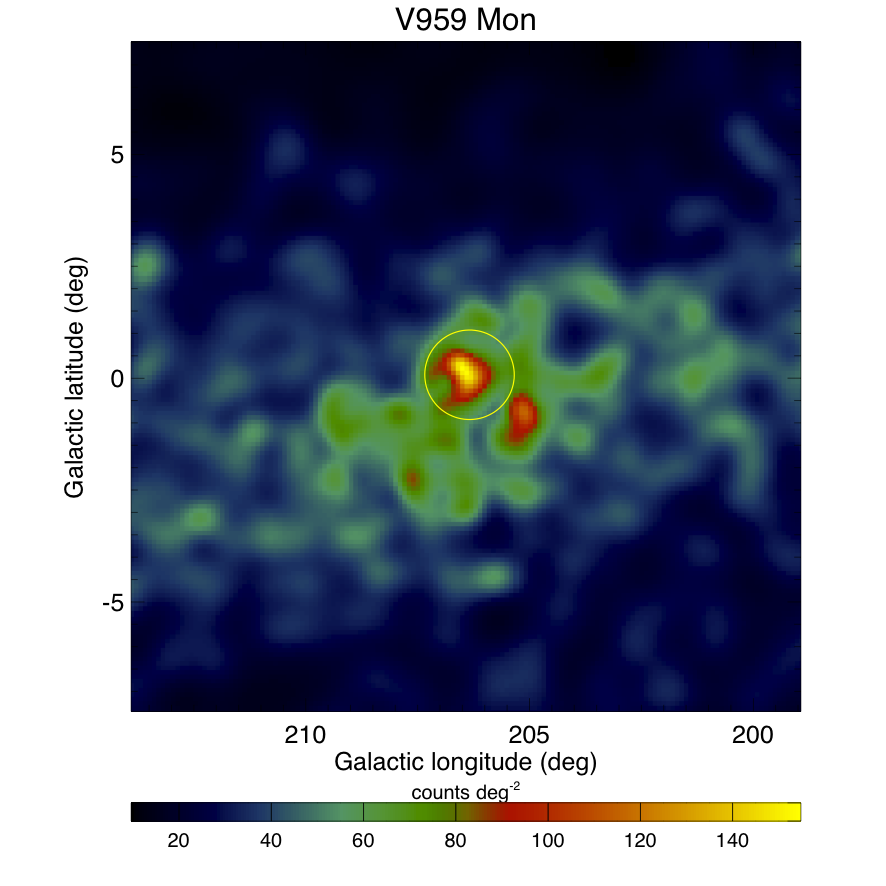 V959 Mon
5
0
-5
Galactic latitude (deg)
210 205 200
Galactic longitude (deg)
counts deg-2
20 40 60 80 100 120 140